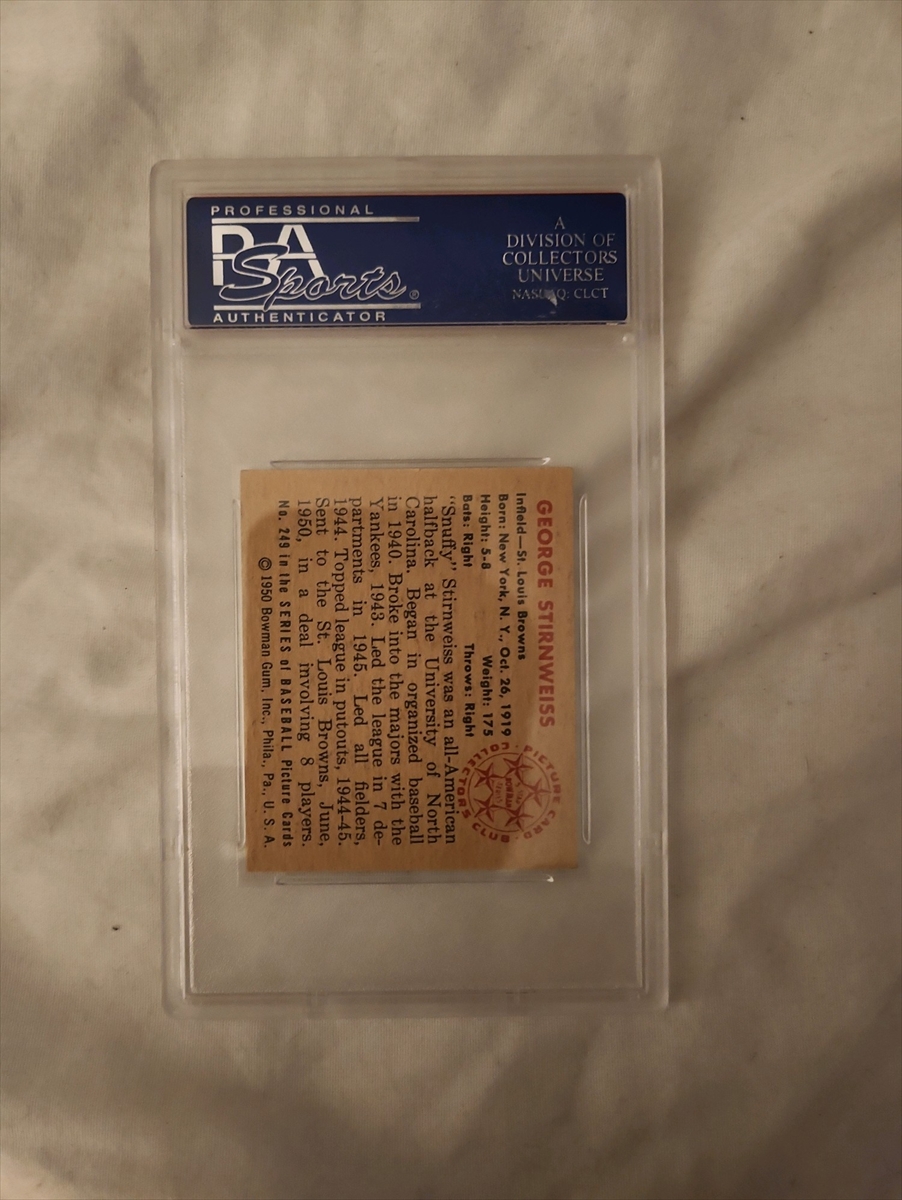 PROFESSIONAL
PSA
Sports®
AUTHENTICATOR
A
DIVISION OF
COLLECTORS
UNIVERSE
NASDAQ: CLCT
GEORGE STIRNWEISS
Infield—St. Louis Browns
Born: New York, N. Y., Oct. 26, 1919
Height: 5-8 Weight: 175
Bats: Right Throws: Right
"Snuffy" Stirnweiss was an all-American
halfback at the University of North
Carolina. Began in organized baseball
in 1940. Broke into the majors with the
Yankees, 1943. Led the league in 7 de-
partments in 1945. Led all fielders,
1944. Topped league in putouts, 1944-45.
Sent to the St. Louis Browns, June,
1950, in a deal involving 8 players.
No. 249 in the SERIES of BASEBALL Picture Cards
© 1950 Bowman Gum, Inc., Phila., Pa., U. S. A.
PICTURE CARD COLLECTORS CLUB
BOWMAN